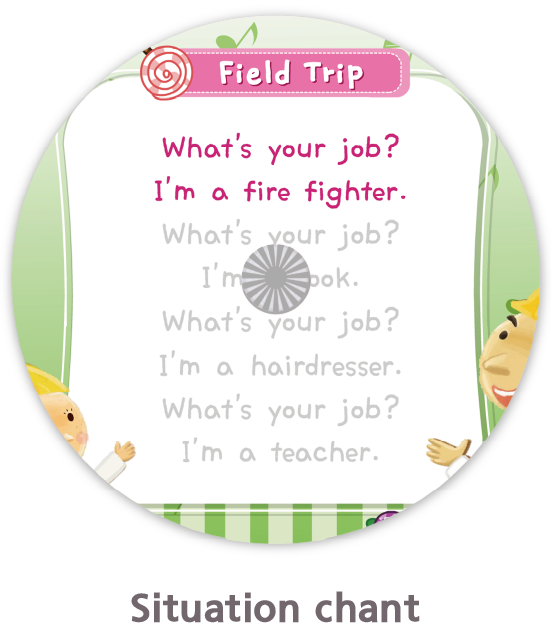 Field Trip
What's your job?
I'm a fire fighter.
What's your job?
I'm
What's your job?
I'm a hairdresser.
What's your job?
I'm a teacher.
Situation chant